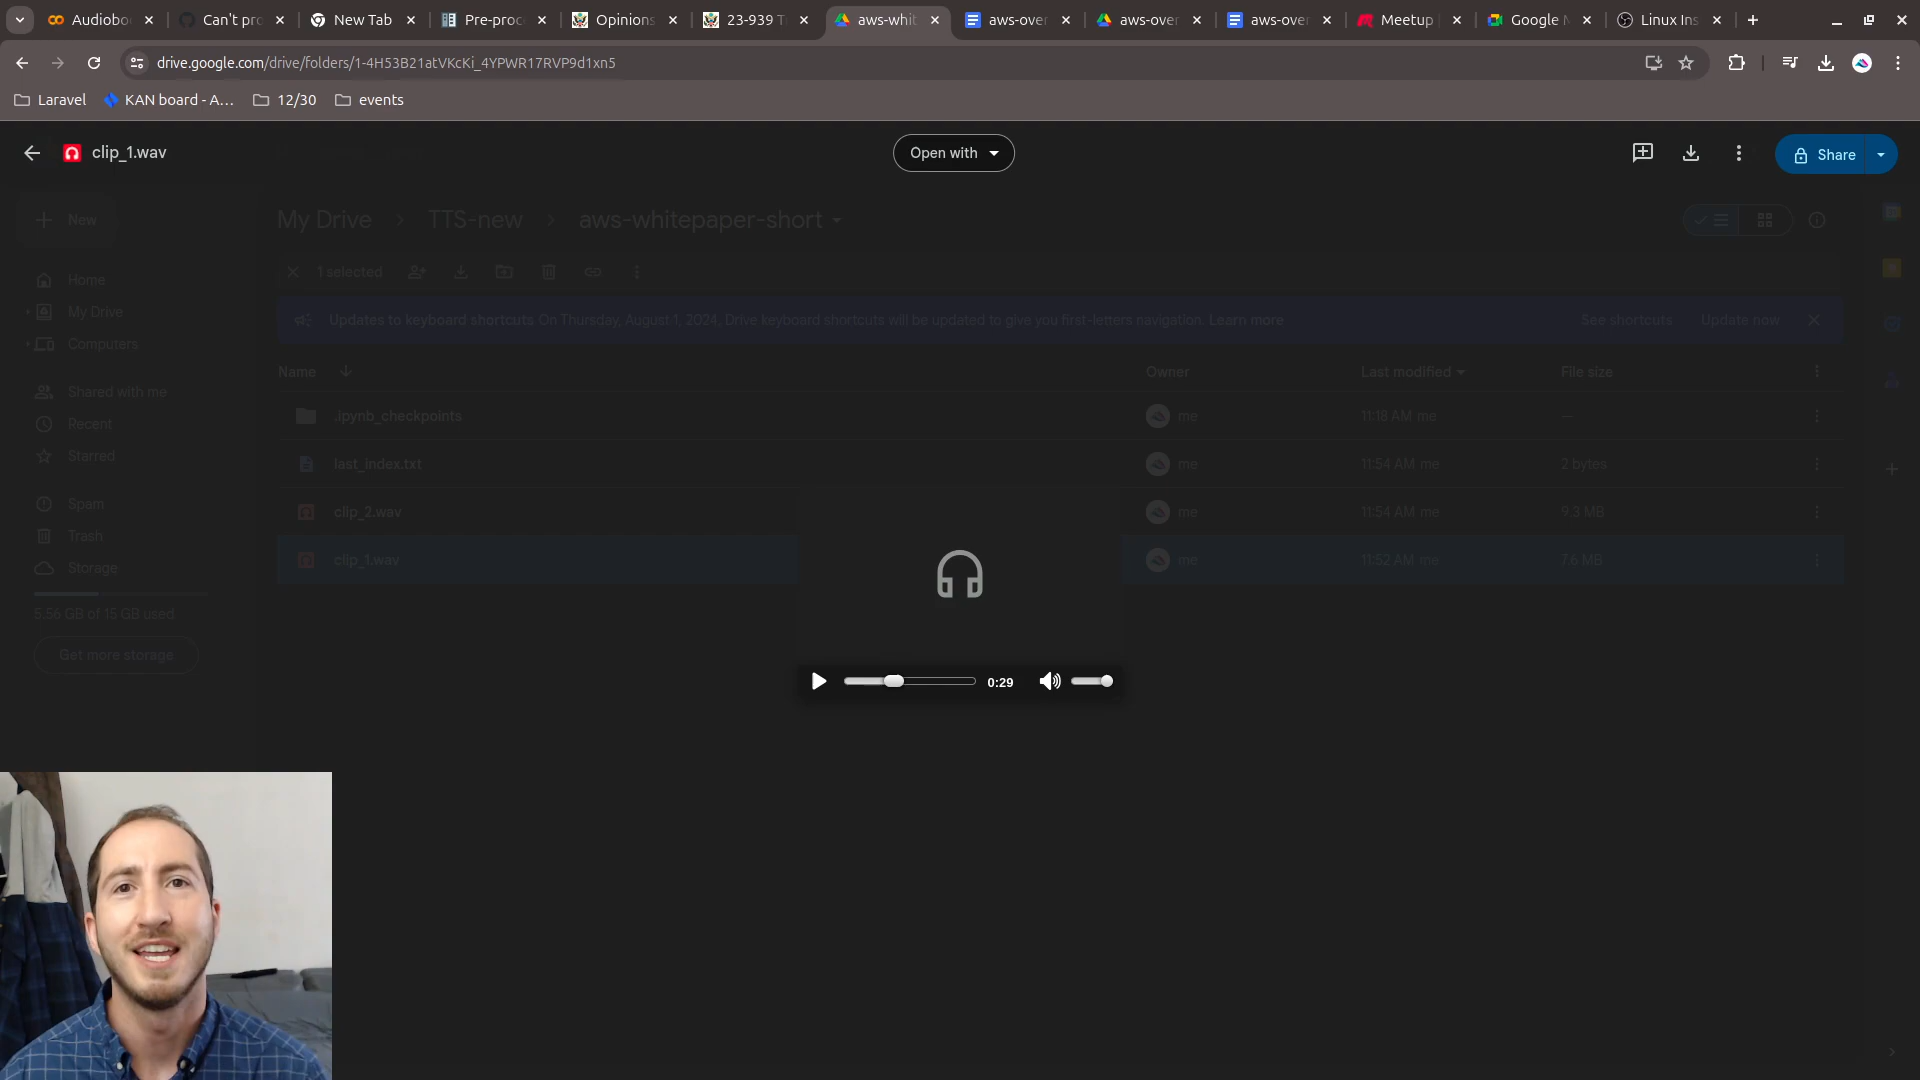 Audioboo
Can't pro
New Tab
Pre-proc
Opinions
23-939 T
aws-whit
aws-over
aws-over
aws-over
Meetup
Google M
Linux Ins
drive.google.com/drive/folders/1-4H53B21atVKcKi_4YPWR17RVP9d1xn5
Laravel
KAN board - A...
12/30
events
clip_1.wav
Open with
Share
New
My Drive
TTS-new
aws-whitepaper-short
1 selected
Home
My Drive
Computers
Shared with me
Recent
Starred
Spam
Trash
Storage
5.56 GB of 15 GB used
Get more storage
Updates to keyboard shortcuts On Thursday, August 1, 2024, Drive keyboard shortcuts will be updated to give you first-letters navigation. Learn more
See shortcuts
Update now
Name
Owner
Last modified
File size
.ipynb_checkpoints
me
11:18 AM me
—
last_index.txt
me
11:54 AM me
2 bytes
clip_2.wav
me
11:54 AM me
9.3 MB
clip_1.wav
me
11:52 AM me
7.6 MB
0:29